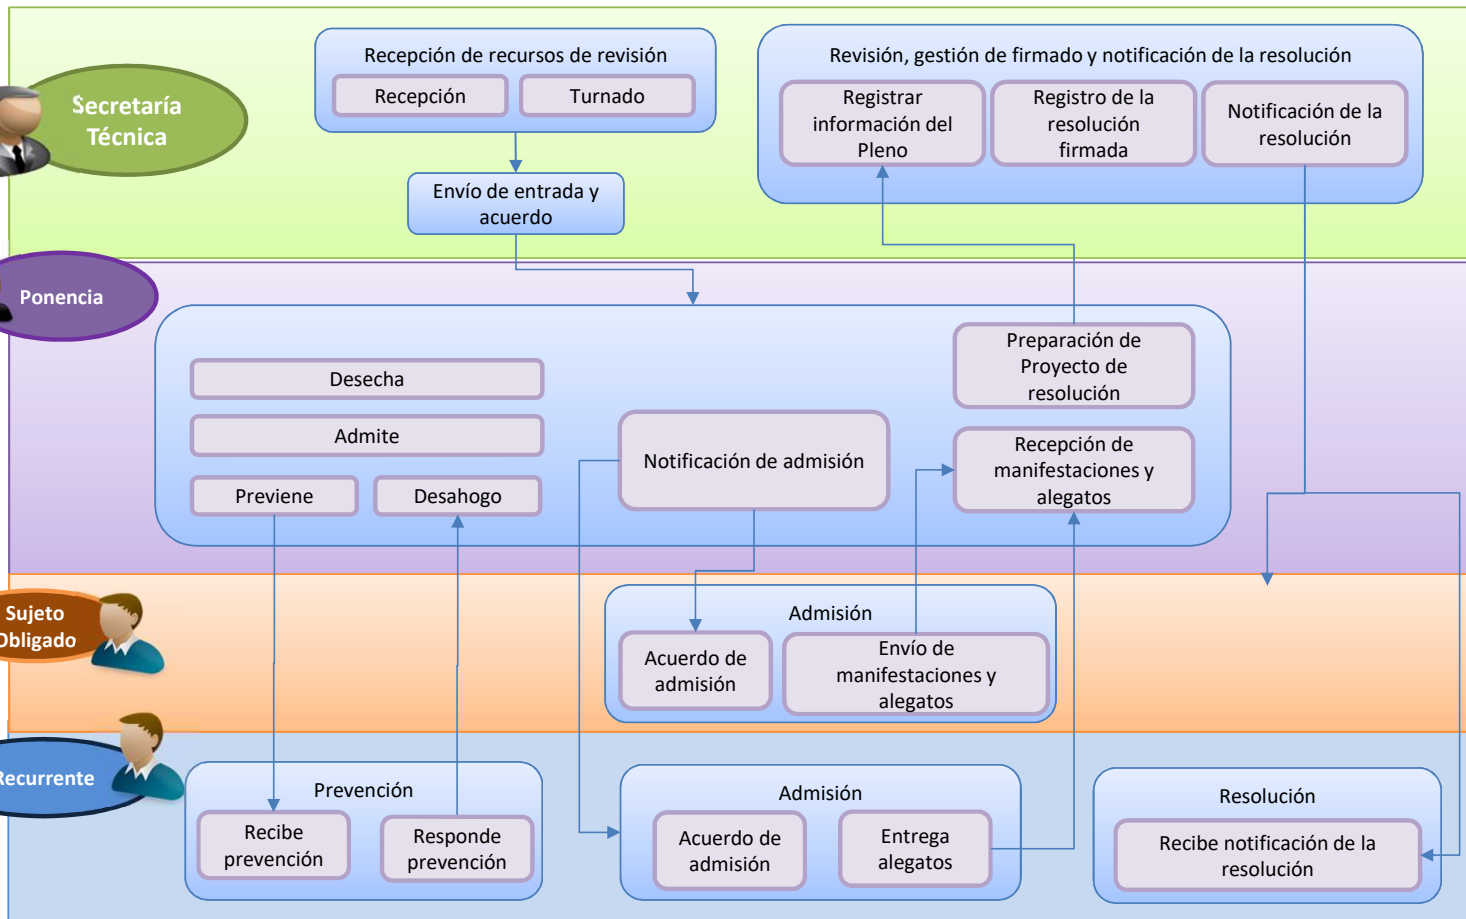 Secretaría
Técnica
Recepción de recursos de revisión
Recepción
Turnado
Envío de entrada y
acuerdo
Revisión, gestión de firmado y notificación de la resolución
Registrar
información del
Pleno
Registro de la
resolución
firmada
Notificación de la
resolución
Ponencia
Desecha
Admite
Previene
Desahogo
Notificación de admisión
Preparación de
Proyecto de
resolución
Recepción de
manifestaciones y
alegatos
Sujeto
Obligado
Admisión
Acuerdo de
admisión
Envío de
manifestaciones y
alegatos
Recurrente
Prevención
Recibe
prevención
Responde
prevención
Admisión
Acuerdo de
admisión
Entrega
alegatos
Resolución
Recibe notificación de la
resolución